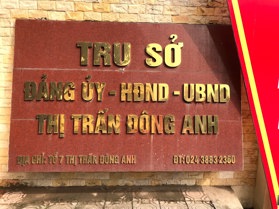 TRỤ SỞ
ĐẢNG ỦY - HĐND - UBND
THỊ TRẤN ĐÔNG ANH
ĐỊA CHỈ: TỔ 7 THỊ TRẤN ĐÔNG ANH ĐT: 024 3883 2360